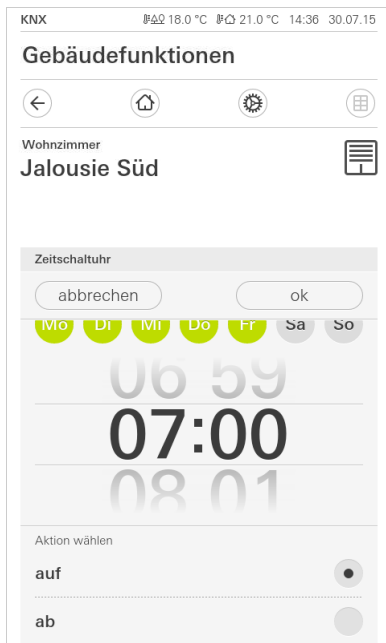 KNX 18.0 °C 21.0 °C 14:36 30.07.15
Gebäudefunktionen
Wohnzimmer
Jalousie Süd
Zeitschaltuhr
abbrechen ok
Mo Di Mi Do Fr Sa So
06 59
07:00
08 01
Aktion wählen
auf
ab